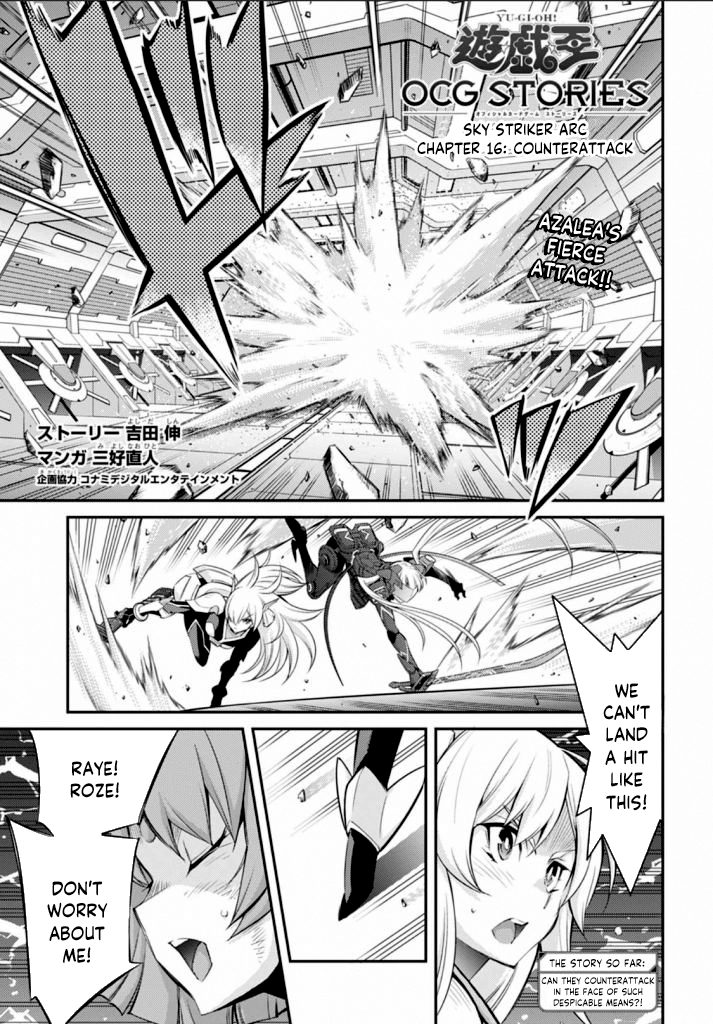 YU-GI-OH!
遊戯王
OCG STORIES
オフィシャルカードゲーム ストーリーズ
SKY STRIKER ARC
CHAPTER 16: COUNTERATTACK
AZALEA'S
FIERCE
ATTACK!!
ストーリー 吉田 伸
マンガ 三好直人
企画協力 コナミデジタルエンタテインメント
WE
CAN'T
LAND
A HIT
LIKE
THIS!
RAYE!
ROZE!
DON'T
WORRY
ABOUT
ME!
THE STORY SO FAR:
CAN THEY COUNTERATTACK
IN THE FACE OF SUCH
DESPICABLE MEANS?!